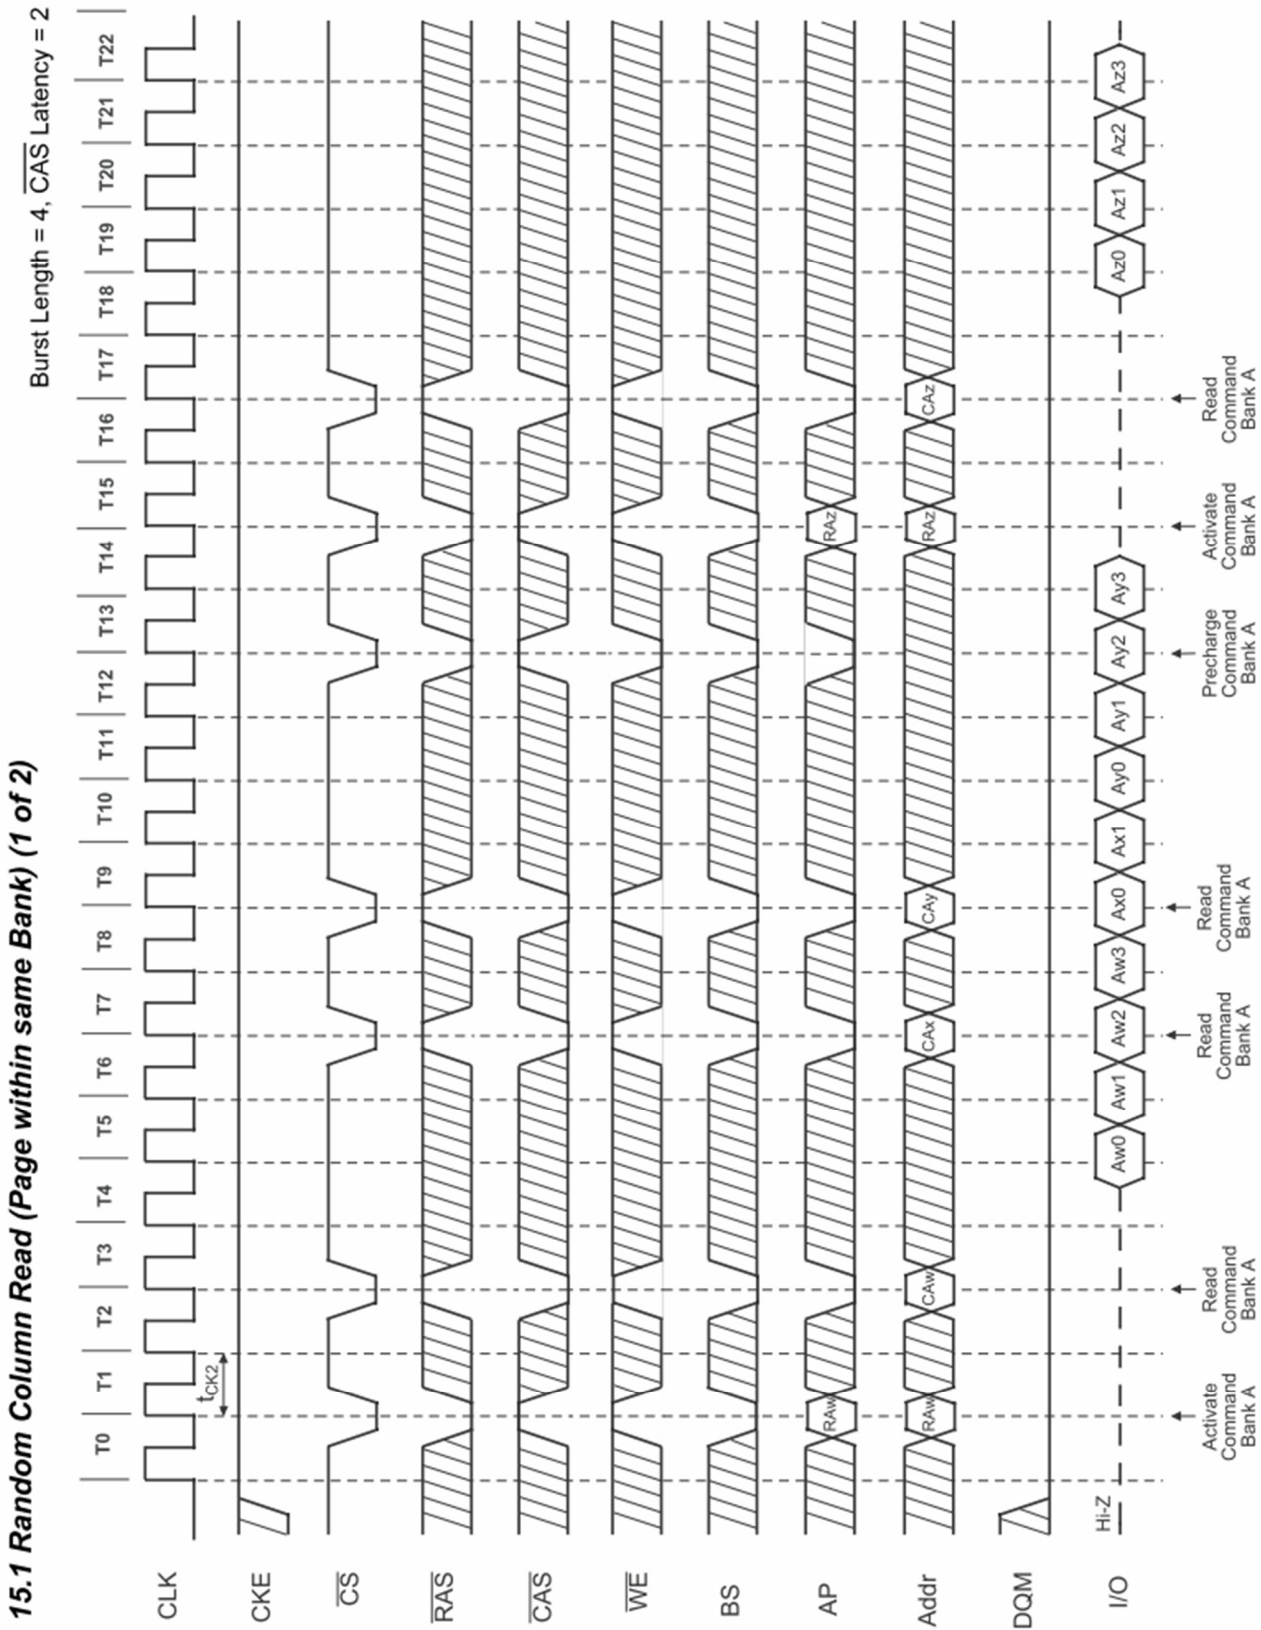 15.1 Random Column Read (Page within same Bank) (1 of 2)
Burst Length = 4, CAS Latency = 2
T0 T1 T2 T3 T4 T5 T6 T7 T8 T9 T10 T11 T12 T13 T14 T15 T16 T17 T18 T19 T20 T21 T22
CLK
tCK2
CKE
CS
RAS
CAS
WE
BS
AP RAw RAz
Addr RAw CAw CAx CAy RAz CAz
DQM
Hi-Z
I/O Aw0 Aw1 Aw2 Aw3 Ax0 Ax1 Ay0 Ay1 Ay2 Ay3 Az0 Az1 Az2 Az3
Activate
Command
Bank A
Read
Command
Bank A
Read
Command
Bank A
Read
Command
Bank A
Precharge
Command
Bank A
Activate
Command
Bank A
Read
Command
Bank A